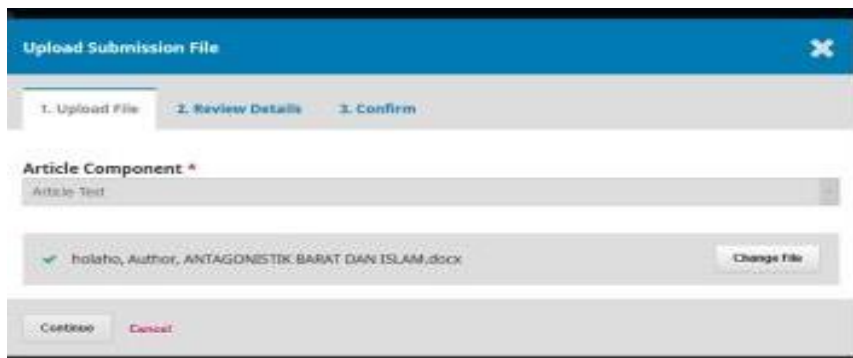 Upload Submission File
1. Upload File 2. Review Details 3. Confirm
Article Component *
Article Text
holaho, Author, ANTAGONISTIK BARAT DAN ISLAM.docx Change File
Continue Cancel